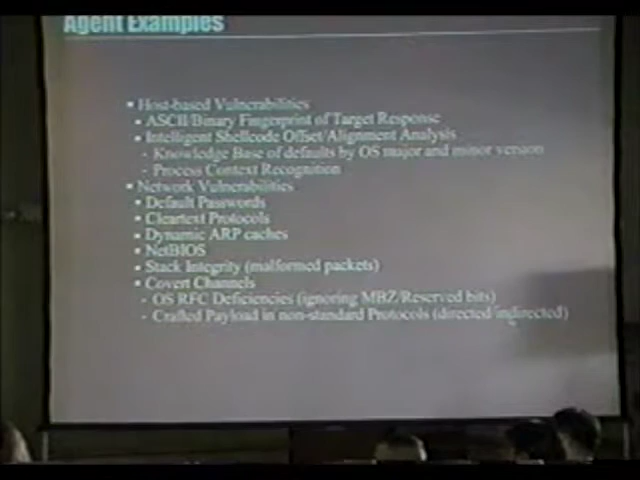 Agent Examples
▪ Host-based Vulnerabilities
▪ ASCII/Binary Fingerprint of Target Response
▪ Intelligent Shellcode Offset/Alignment Analysis
- Knowledge Base of defaults by OS major and minor version
- Process Context Recognition
▪ Network Vulnerabilities
▪ Default Passwords
▪ Cleartext Protocols
▪ Dynamic ARP caches
▪ NetBIOS
▪ Stack Integrity (malformed packets)
▪ Covert Channels
- OS RFC Deficiencies (ignoring MBZ/Reserved bits)
- Crafted Payload in non-standard Protocols (directed/indirected)